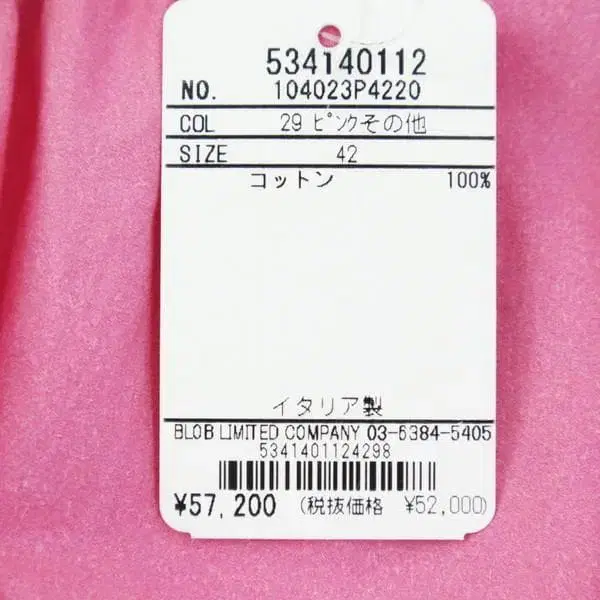 534140112
NO. 104023P4220
COL 29 ﾋﾟﾝｸその他
SIZE 42
コットン 100%
イタリア製
BLOB LIMITED COMPANY 03-6384-5405
5341401124298
¥57,200 (税抜価格 ¥52,000)